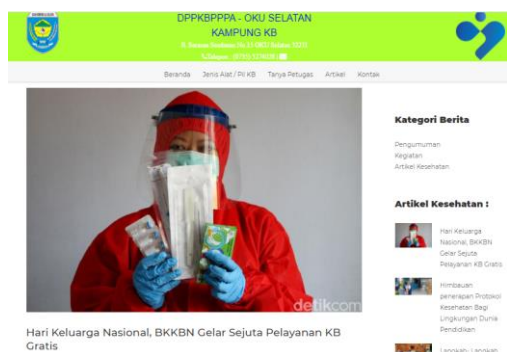 DPPKBPPPA - OKU SELATAN
KAMPUNG KB
Beranda
Jenis Alat / Pil KB
Tanya Petugas
Artikel
Kontak
detikcom
Hari Keluarga Nasional, BKKBN Gelar Sejuta Pelayanan KB
Gratis
Kategori Berita
Pengumuman
Kegiatan
Artikel Kesehatan
Artikel Kesehatan :
Hari Keluarga
Nasional, BKKBN
Gelar Sejuta
Pelayanan KB Gratis
Himbauan
penerapan Protokol
Kesehatan Bagi
Lingkungan Dunia
Pendidikan